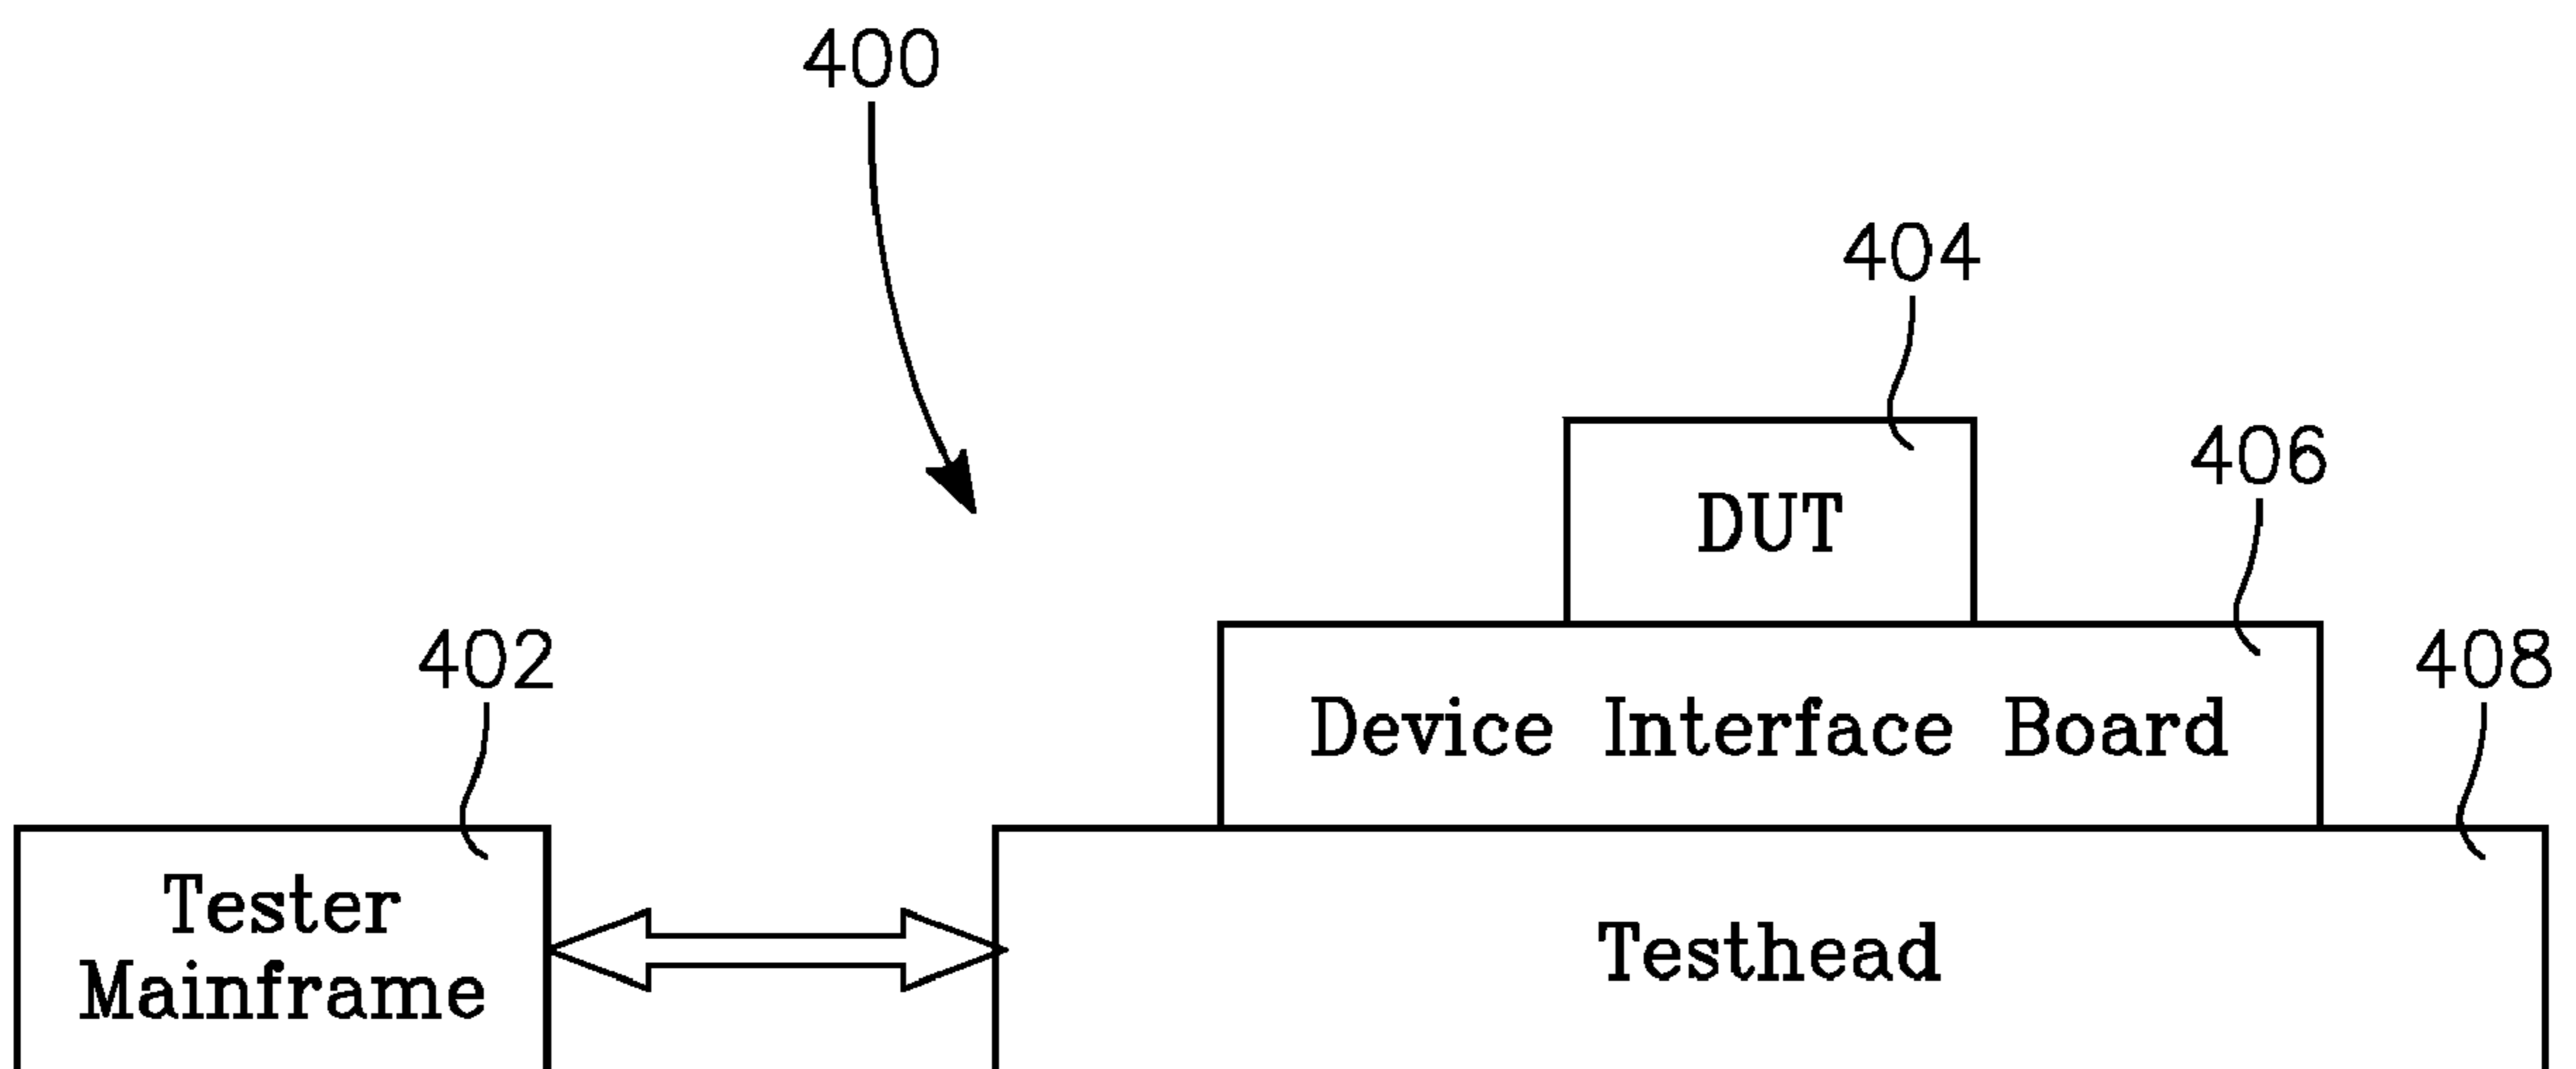 400
404
DUT
406
Device Interface Board
402
408
Tester
Mainframe
Testhead